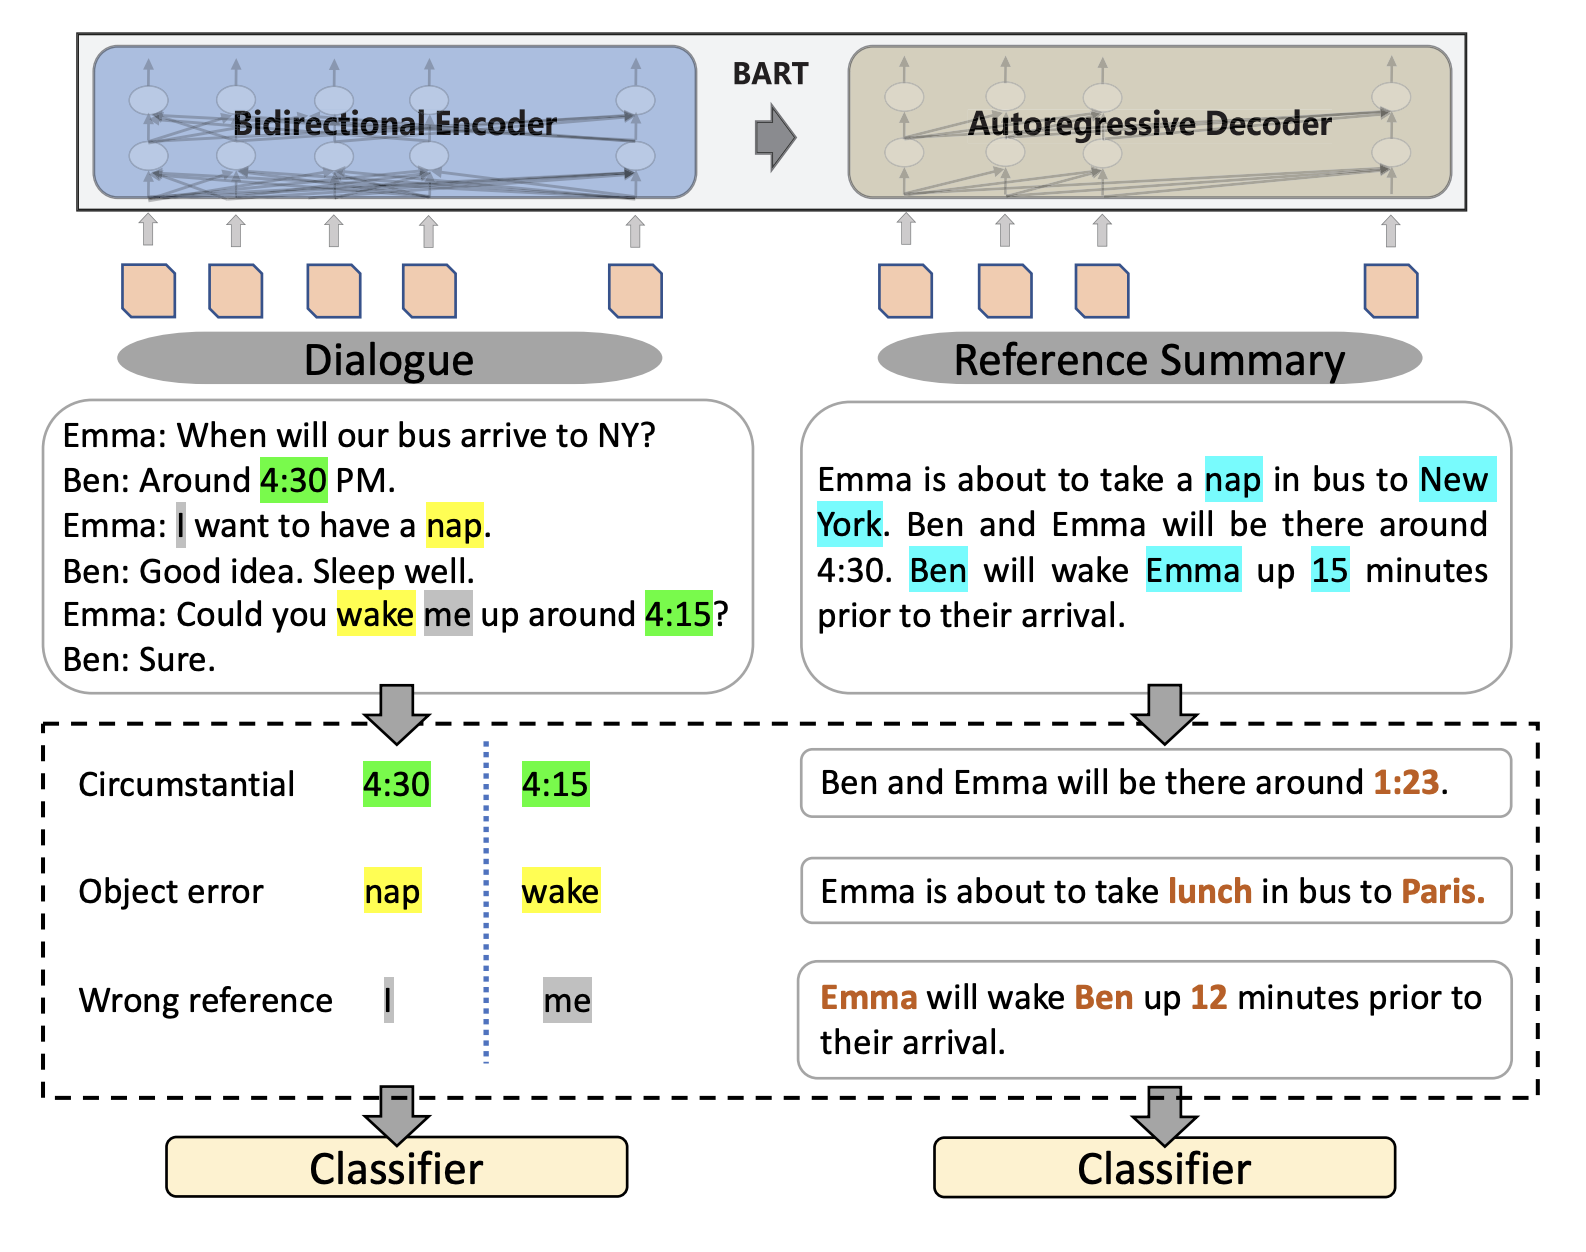 BART
Bidirectional Encoder
Autoregressive Decoder
Dialogue
Reference Summary
Emma: When will our bus arrive to NY?
Ben: Around 4:30 PM.
Emma: I want to have a nap.
Ben: Good idea. Sleep well.
Emma: Could you wake me up around 4:15?
Ben: Sure.
Emma is about to take a nap in bus to New
York. Ben and Emma will be there around
4:30. Ben will wake Emma up 15 minutes
prior to their arrival.
Circumstantial 4:30 4:15
Ben and Emma will be there around 1:23.
Object error nap wake
Emma is about to take lunch in bus to Paris.
Wrong reference I me
Emma will wake Ben up 12 minutes prior to
their arrival.
Classifier
Classifier